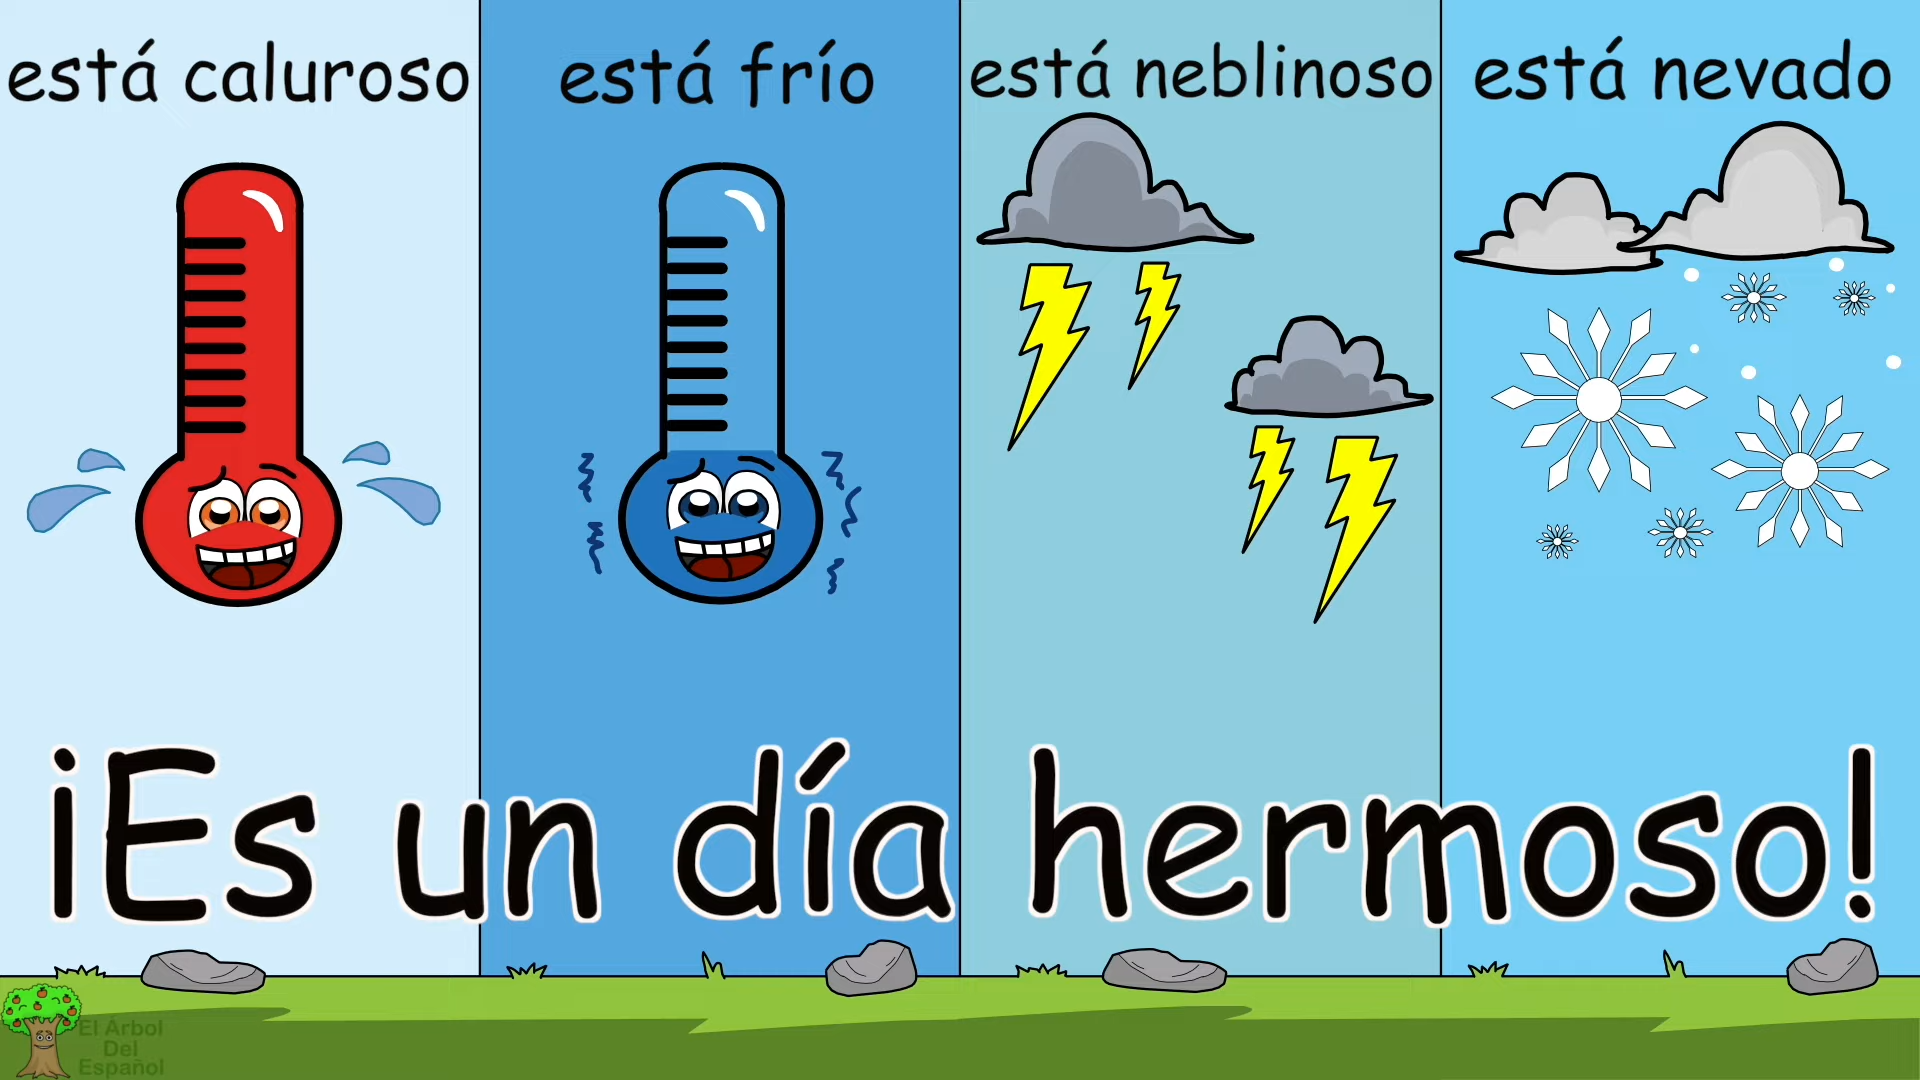 está caluroso
está frío
está neblinoso
está nevado
¡Es un día hermoso!
El Árbol
Del
Español